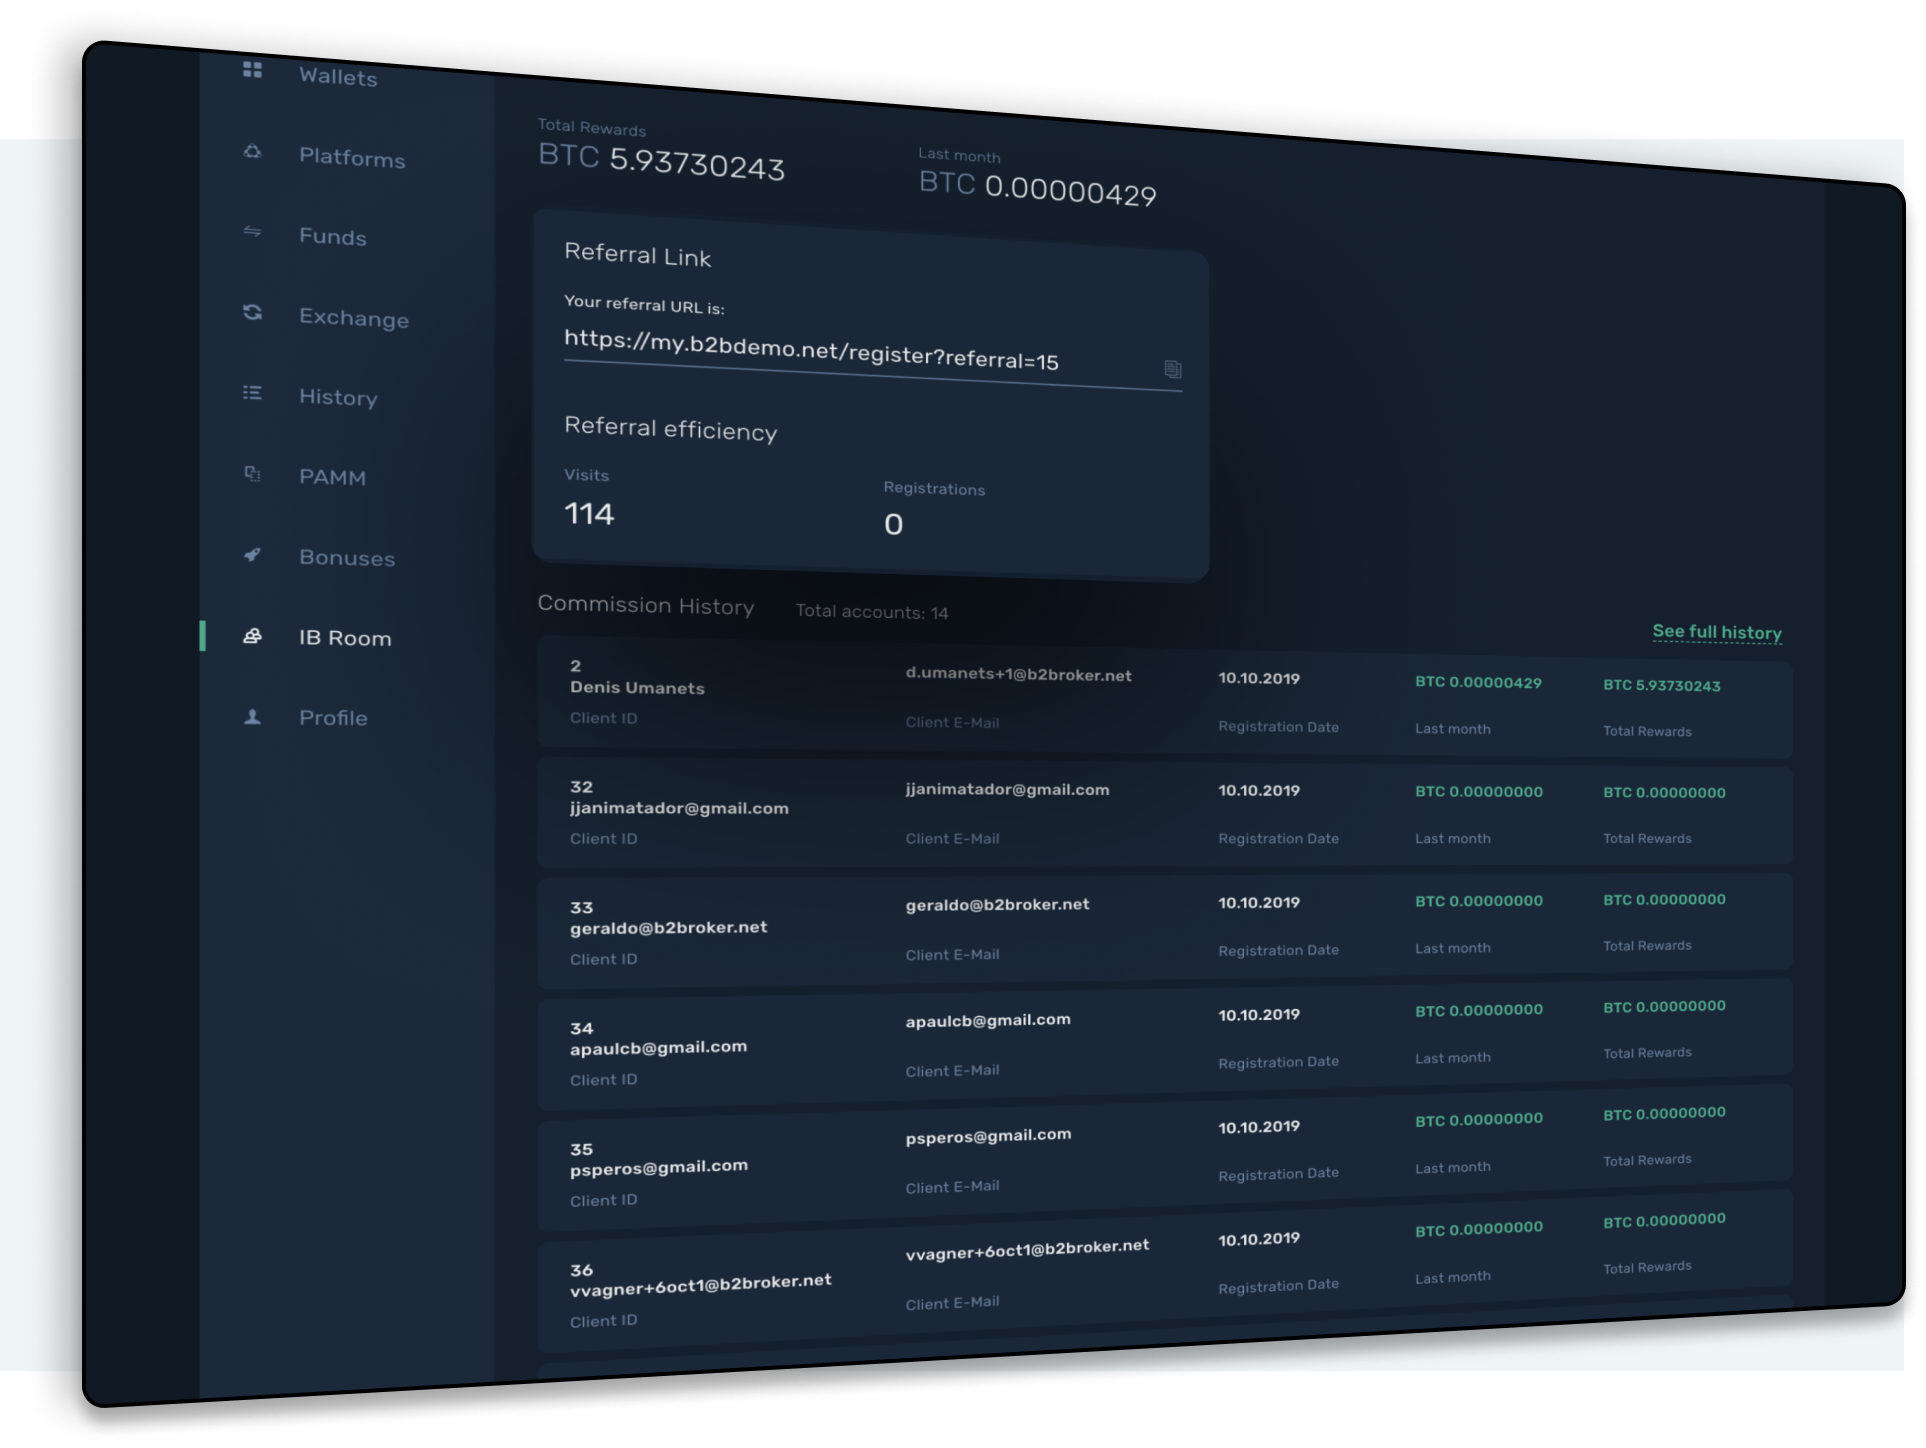 Wallets
Platforms
Funds
Exchange
History
PAMM
Bonuses
IB Room
Profile
Total Rewards
BTC 5.93730243
Last month
BTC 0.00000429
Referral Link
Your referral URL is:
https://my.b2bdemo.net/register?referral=15
Referral efficiency
Visits
114
Registrations
0
Commission History
Total accounts: 14
See full history
2
Denis Umanets
Client ID
d.umanets+1@b2broker.net
Client E-Mail
10.10.2019
Registration Date
BTC 0.00000429
Last month
BTC 5.93730243
Total Rewards
32
jjanimatador@gmail.com
Client ID
jjanimatador@gmail.com
Client E-Mail
10.10.2019
Registration Date
BTC 0.00000000
Last month
BTC 0.00000000
Total Rewards
33
geraldo@b2broker.net
Client ID
geraldo@b2broker.net
Client E-Mail
10.10.2019
Registration Date
BTC 0.00000000
Last month
BTC 0.00000000
Total Rewards
34
apaulcb@gmail.com
Client ID
apaulcb@gmail.com
Client E-Mail
10.10.2019
Registration Date
BTC 0.00000000
Last month
BTC 0.00000000
Total Rewards
35
psperos@gmail.com
Client ID
psperos@gmail.com
Client E-Mail
10.10.2019
Registration Date
BTC 0.00000000
Last month
BTC 0.00000000
Total Rewards
36
vvagner+6oct1@b2broker.net
Client ID
vvagner+6oct1@b2broker.net
Client E-Mail
10.10.2019
Registration Date
BTC 0.00000000
Last month
BTC 0.00000000
Total Rewards